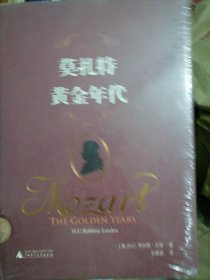 莫扎特
黄金年代
Mozart
THE GOLDEN YEARS
H.C.Robbins Landon